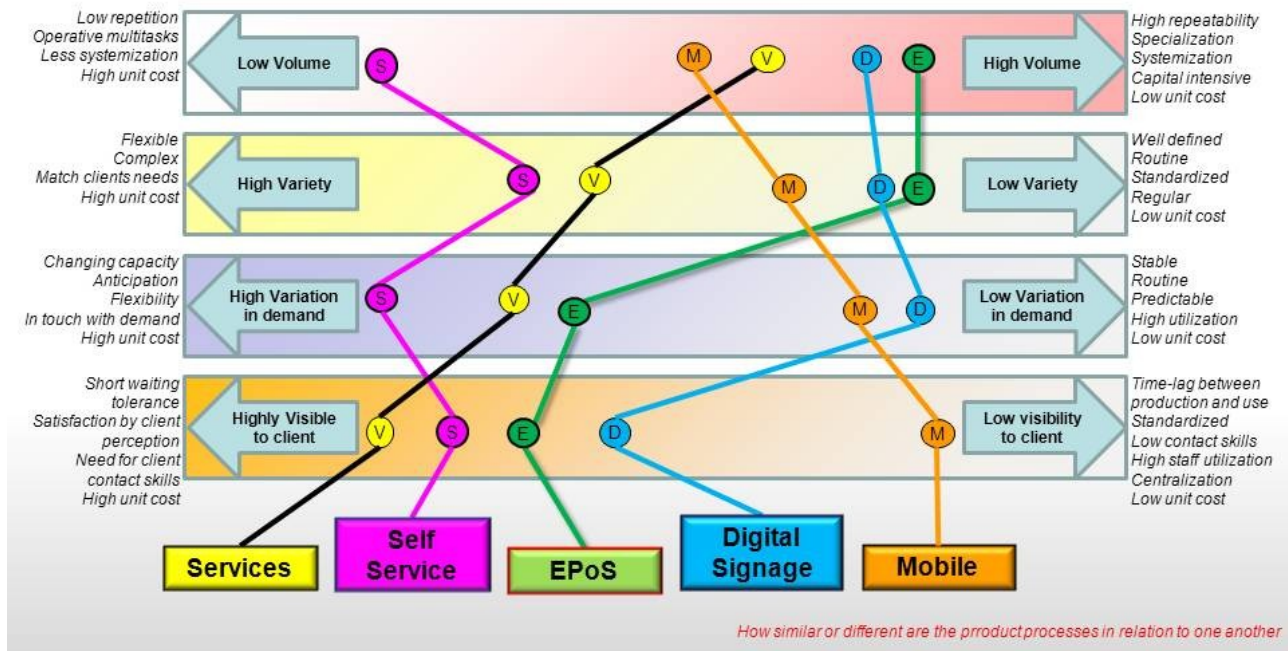 Low repetition
Operative multitasks
Less systemization
High unit cost
Low Volume
S
M
V
D
E
High Volume
High repeatability
Specialization
Systemization
Capital intensive
Low unit cost
Flexible
Complex
Match clients needs
High unit cost
High Variety
S
V
M
D
E
Low Variety
Well defined
Routine
Standardized
Regular
Low unit cost
Changing capacity
Anticipation
Flexibility
In touch with demand
High unit cost
High Variation
in demand
S
V
E
M
D
Low Variation
in demand
Stable
Routine
Predictable
High utilization
Low unit cost
Short waiting
tolerance
Satisfaction by client
perception
Need for client
contact skills
High unit cost
Highly Visible
to client
V
S
E
D
M
Low visibility
to client
Time-lag between
production and use
Standardized
Low contact skills
High staff utilization
Centralization
Low unit cost
Services
Self
Service
EPoS
Digital
Signage
Mobile
How similar or different are the prroduct processes in relation to one another